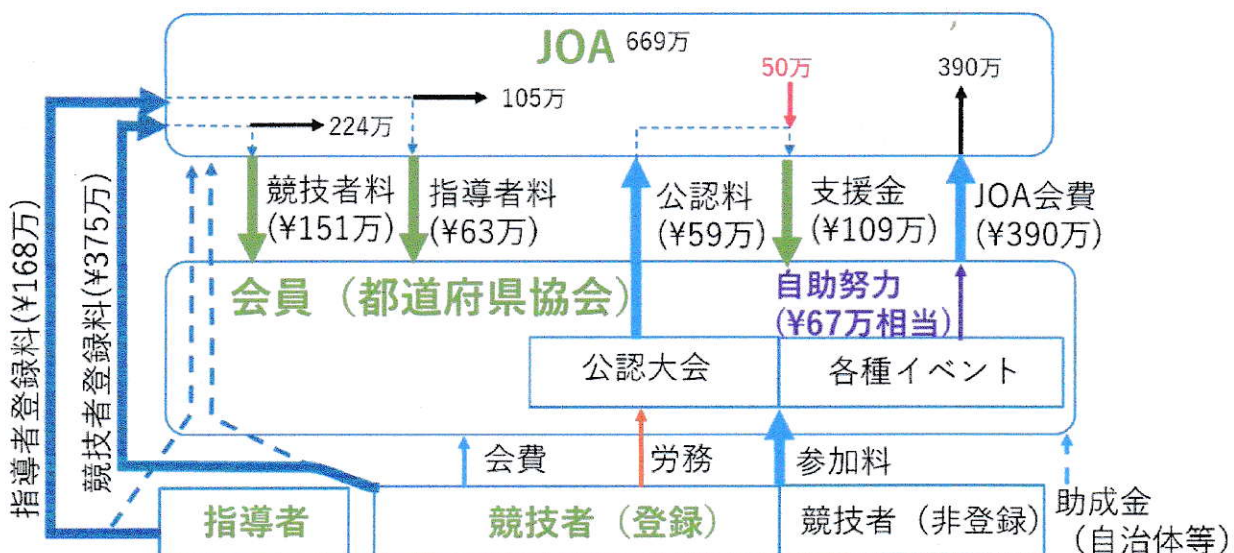 JOA 669万
50万
390万
105万
224万
競技者料
(¥151万)
指導者料
(¥63万)
公認料
(¥59万)
支援金
(¥109万)
JOA会費
(¥390万)
指導者登録料(¥168万)
競技者登録料(¥375万)
会員（都道府県協会）
自助努力
(¥67万相当)
公認大会
各種イベント
会費
労務
参加料
助成金
（自治体等）
指導者
競技者（登録）
競技者（非登録）